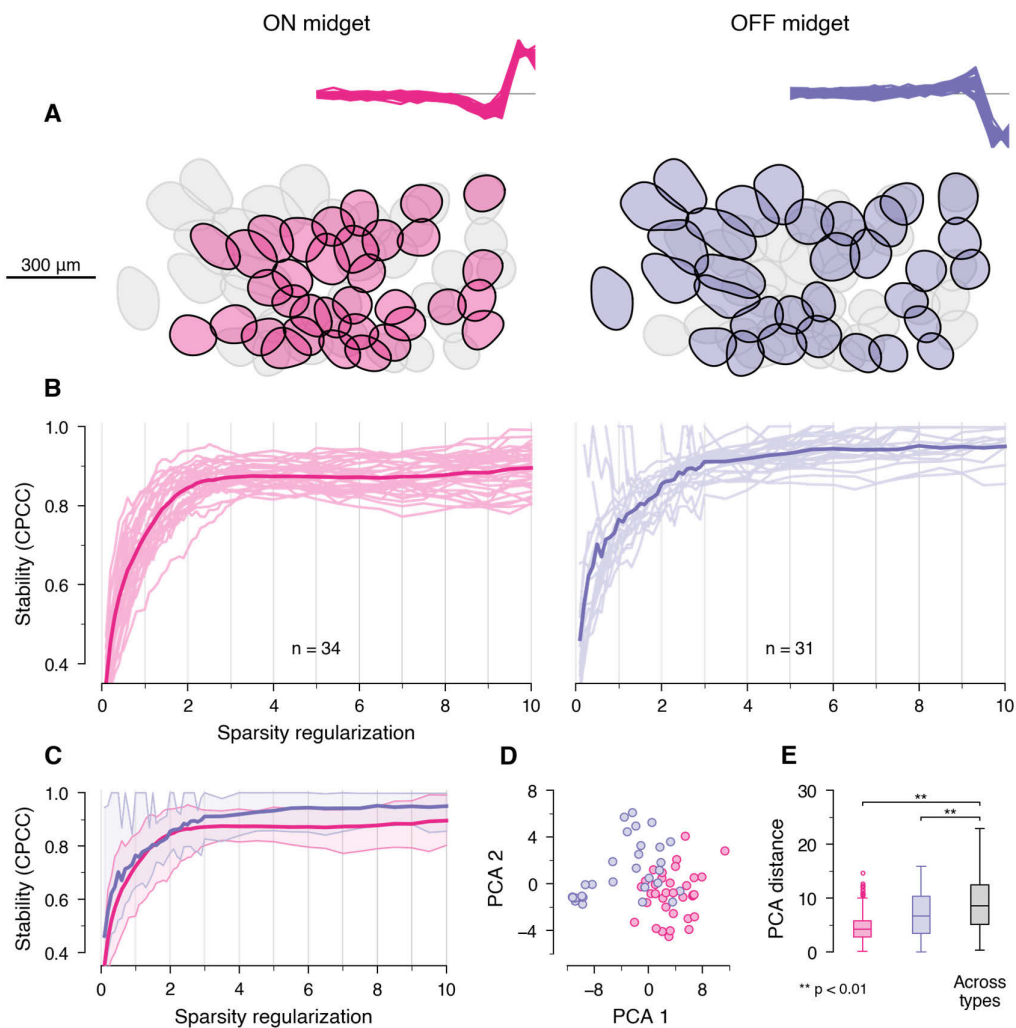 ON midget
OFF midget
A
300 μm
B
Stability (CPCC)
1.0
0.8
0.6
0.4
n = 34
n = 31
0 2 4 6 8 10
0 2 4 6 8 10
Sparsity regularization
C
Stability (CPCC)
1.0
0.8
0.6
0.4
0 2 4 6 8 10
Sparsity regularization
D
PCA 2
8
4
0
−4
−8 0 8
PCA 1
E
PCA distance
30
20
10
0
**
**
** p < 0.01
Across
types